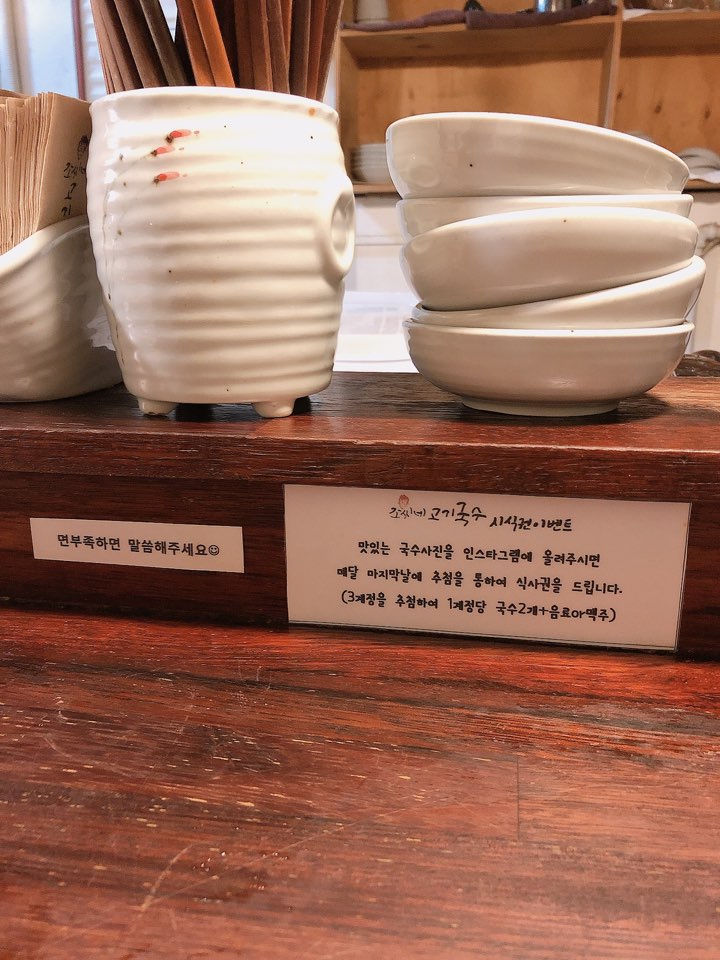 면부족하면 말씀해주세요☺
조씨네 고기국수 시식권이벤트
맛있는 국수사진을 인스타그램에 올려주시면
매달 마지막날에 추첨을 통하여 식사권을 드립니다.
(3계정을 추첨하여 1계정당 국수2개+음료or맥주)